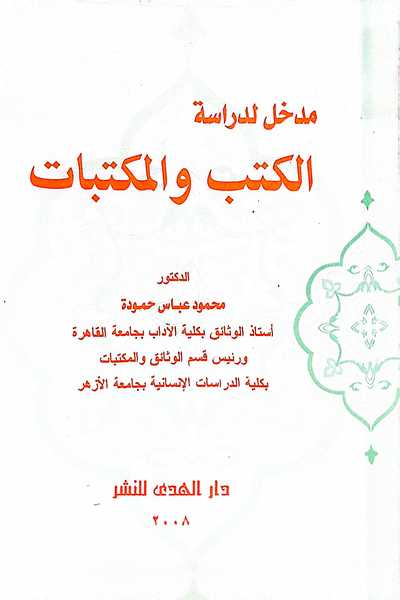 مدخل لدراسة
الكتب والمكتبات
الدكتور
محمود عباس حمودة
أستاذ الوثائق بكلية الآداب بجامعة القاهرة
ورئيس قسم الوثائق والمكتبات
بكلية الدراسات الإنسانية بجامعة الأزهر
دار الهدى للنشر
٢٠٠٨